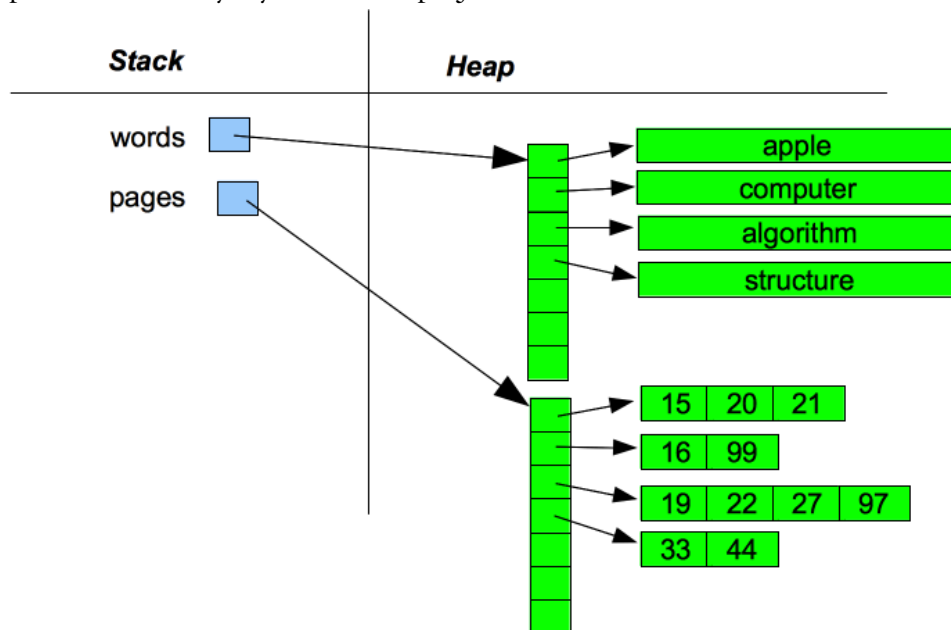 Stack Heap
words
apple
computer
pages
algorithm
structure
15 20 21
16 99
19 22 27 97
33 44